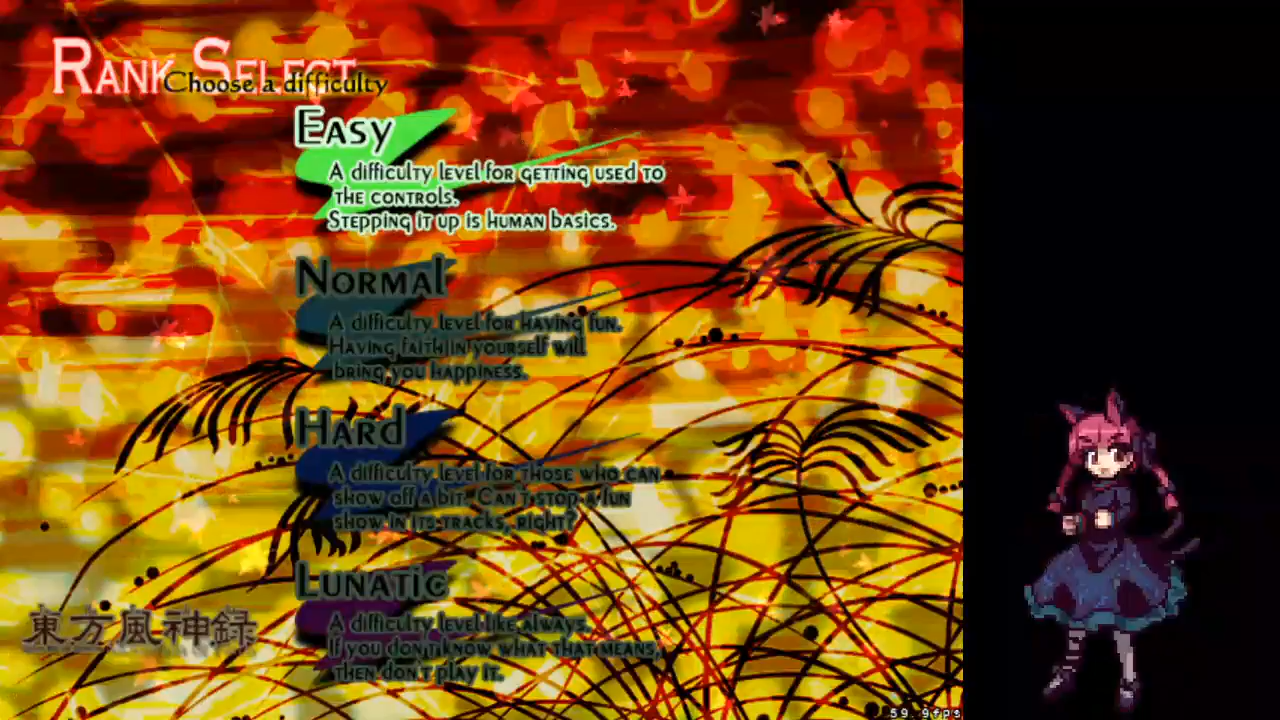 Rank Select
Choose a difficulty
Easy
A difficulty level for getting used to
the controls.
Stepping it up is human basics.
Normal
A difficulty level for having fun.
Having faith in yourself will
bring you happiness.
Hard
A difficulty level for those who can
show off a bit. Can't stop a fun
show in its tracks, right?
Lunatic
A difficulty level like always.
If you don't know what that means,
then don't play it.
東方風神録
59.9fps